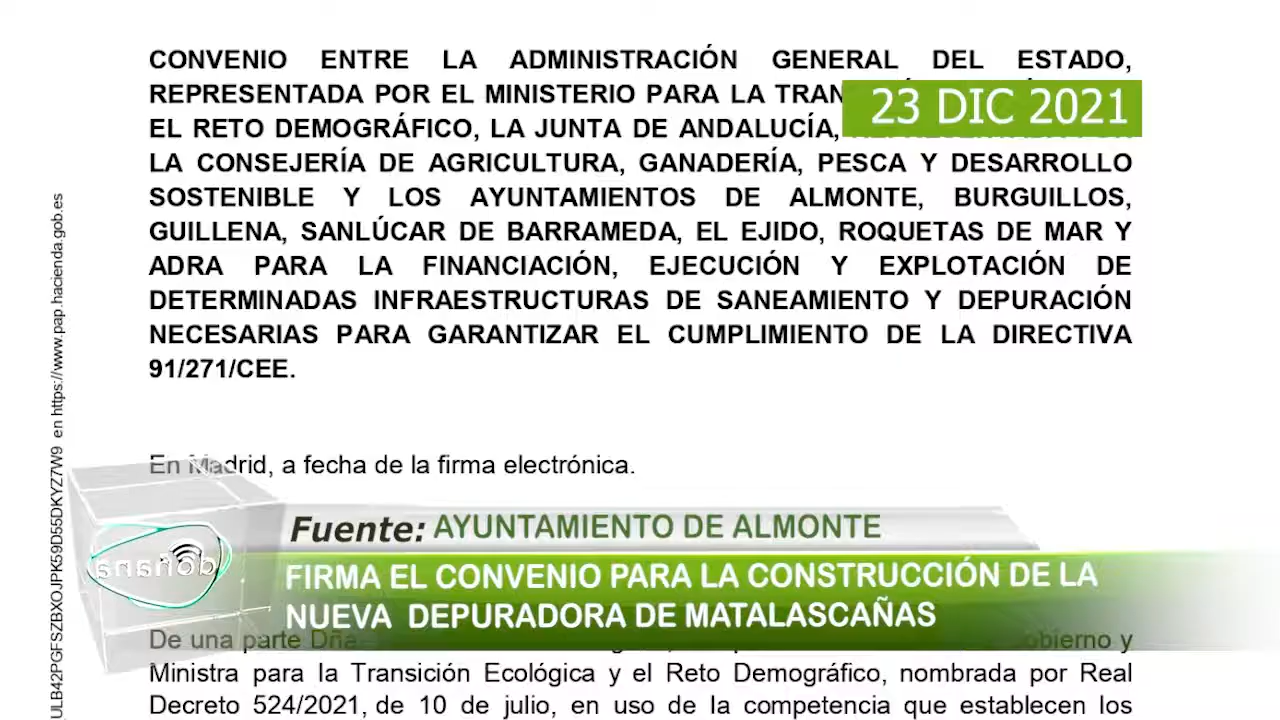 CONVENIO ENTRE LA ADMINISTRACIÓN GENERAL DEL ESTADO,
REPRESENTADA POR EL MINISTERIO PARA LA TRAN
23 DIC 2021
EL RETO DEMOGRÁFICO, LA JUNTA DE ANDALUCÍA,
LA CONSEJERÍA DE AGRICULTURA, GANADERÍA, PESCA Y DESARROLLO
SOSTENIBLE Y LOS AYUNTAMIENTOS DE ALMONTE, BURGUILLOS,
GUILLENA, SANLÚCAR DE BARRAMEDA, EL EJIDO, ROQUETAS DE MAR Y
ADRA PARA LA FINANCIACIÓN, EJECUCIÓN Y EXPLOTACIÓN DE
DETERMINADAS INFRAESTRUCTURAS DE SANEAMIENTO Y DEPURACIÓN
NECESARIAS PARA GARANTIZAR EL CUMPLIMIENTO DE LA DIRECTIVA
91/271/CEE.
ULB42PGFSZBXOJPK59D55DKYZ7W9 en https://www.pap.hacienda.gob.es
En Madrid, a fecha de la firma electrónica.
doñana
Fuente: AYUNTAMIENTO DE ALMONTE
FIRMA EL CONVENIO PARA LA CONSTRUCCIÓN DE LA
NUEVA DEPURADORA DE MATALASCAÑAS
De una parte Dña obierno y
Ministra para la Transición Ecológica y el Reto Demográfico, nombrada por Real
Decreto 524/2021, de 10 de julio, en uso de la competencia que establecen los